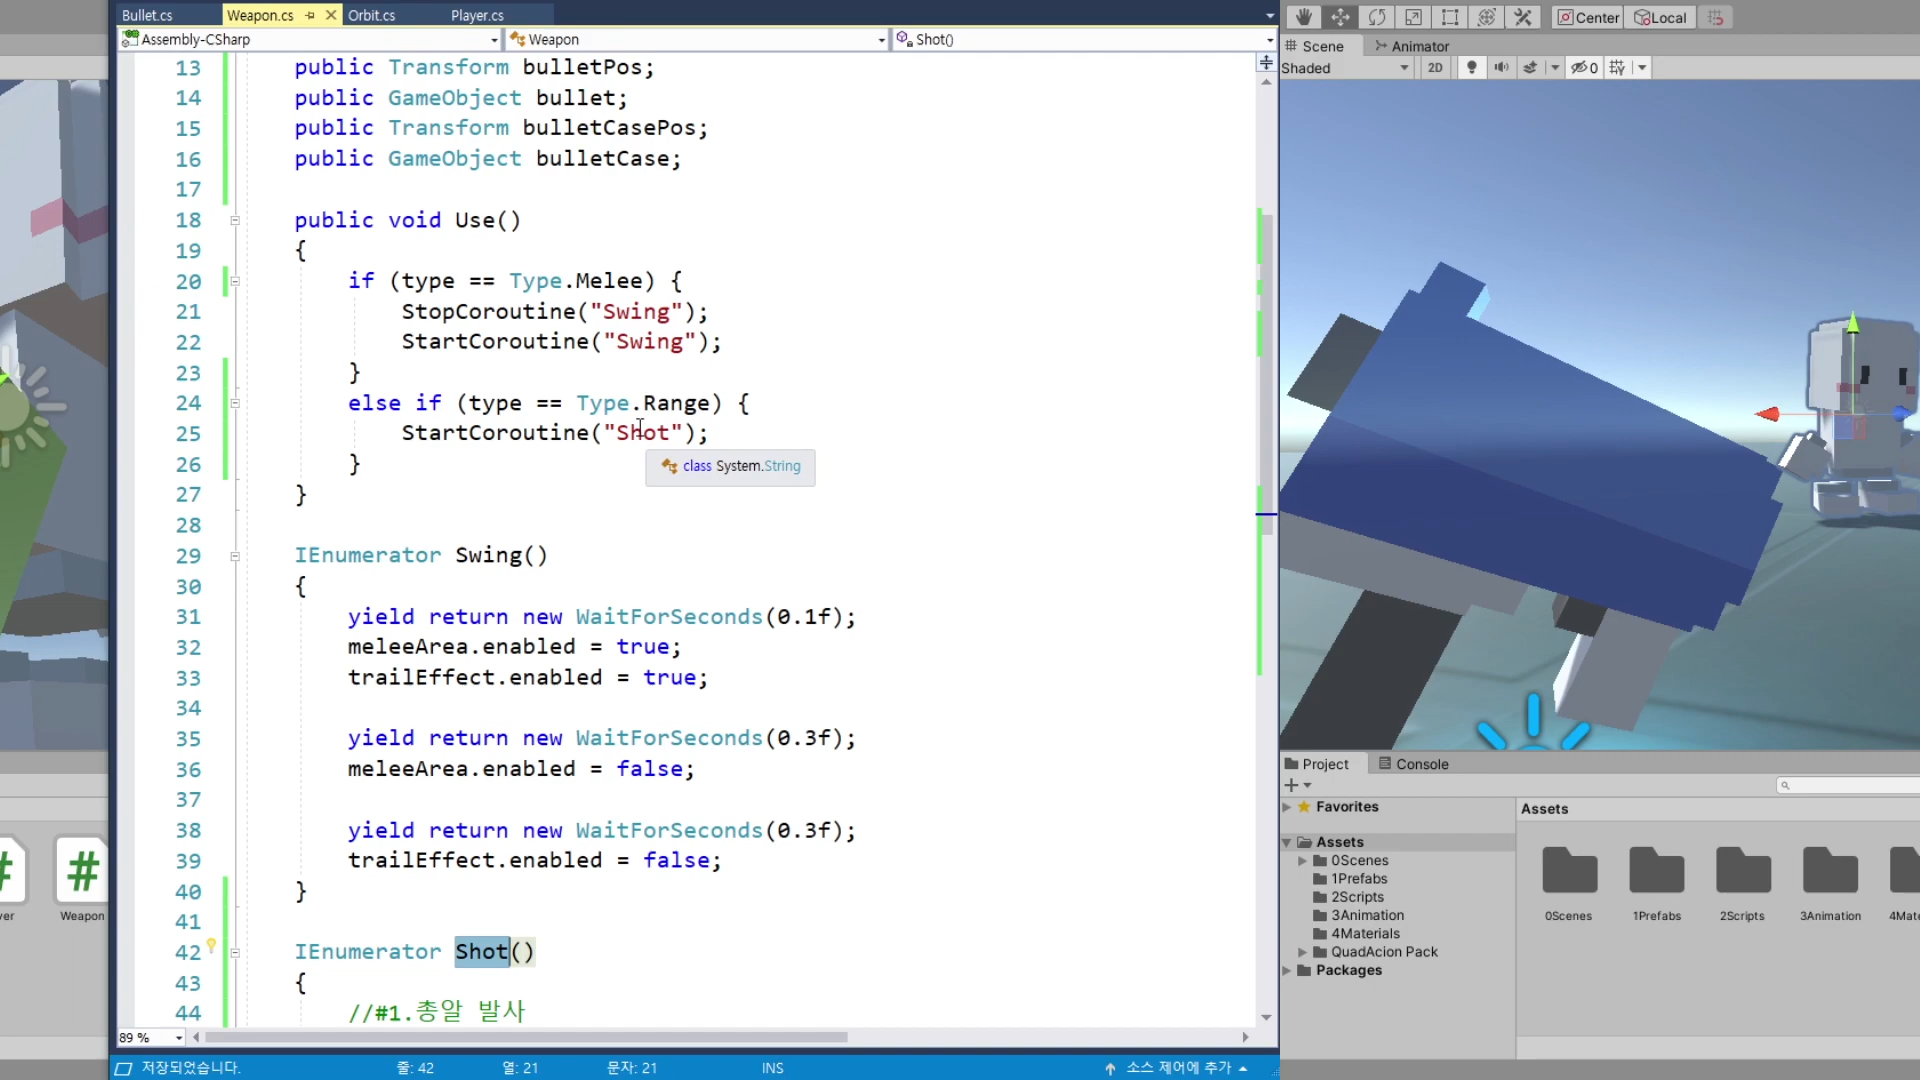 Bullet.cs
Weapon.cs
Orbit.cs
Player.cs
Assembly-CSharp
Weapon
Shot()
13 public Transform bulletPos;
14 public GameObject bullet;
15 public Transform bulletCasePos;
16 public GameObject bulletCase;
17
18 public void Use()
19 {
20 if (type == Type.Melee) {
21 StopCoroutine("Swing");
22 StartCoroutine("Swing");
23 }
24 else if (type == Type.Range) {
25 StartCoroutine("Shot");
class System.String
26 }
27 }
28
29 IEnumerator Swing()
30 {
31 yield return new WaitForSeconds(0.1f);
32 meleeArea.enabled = true;
33 trailEffect.enabled = true;
34
35 yield return new WaitForSeconds(0.3f);
36 meleeArea.enabled = false;
37
38 yield return new WaitForSeconds(0.3f);
39 trailEffect.enabled = false;
40 }
41
42 IEnumerator Shot()
43 {
44 //#1.총알 발사
89 %
저장되었습니다.
줄: 42
열: 21
문자: 21
INS
소스 제어에 추가
yer
Weapon
Center
Local
Scene
Animator
Shaded
2D
0
Project
Console
Favorites
Assets
0Scenes
1Prefabs
2Scripts
3Animation
4Materials
QuadAcion Pack
Packages
Assets
0Scenes
1Prefabs
2Scripts
3Animation
4Mate